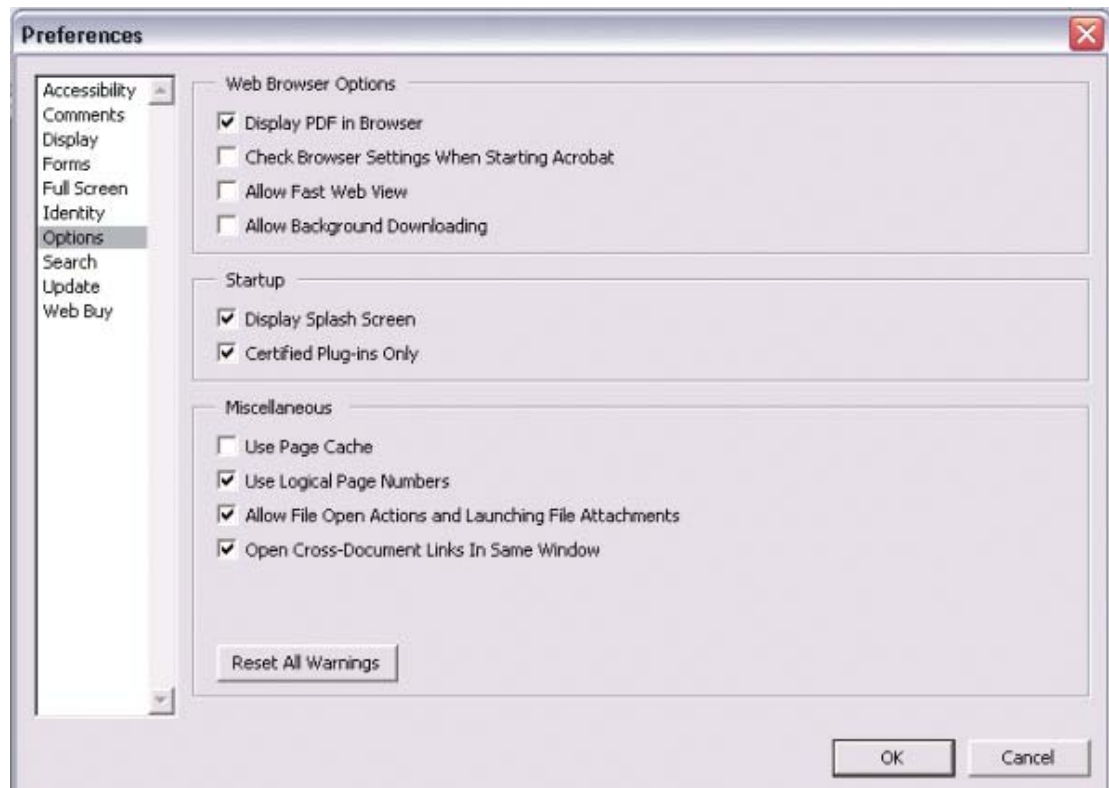 Preferences
Accessibility
Comments
Display
Forms
Full Screen
Identity
Options
Search
Update
Web Buy
Web Browser Options
Display PDF in Browser
Check Browser Settings When Starting Acrobat
Allow Fast Web View
Allow Background Downloading
Startup
Display Splash Screen
Certified Plug-ins Only
Miscellaneous
Use Page Cache
Use Logical Page Numbers
Allow File Open Actions and Launching File Attachments
Open Cross-Document Links In Same Window
Reset All Warnings
OK
Cancel